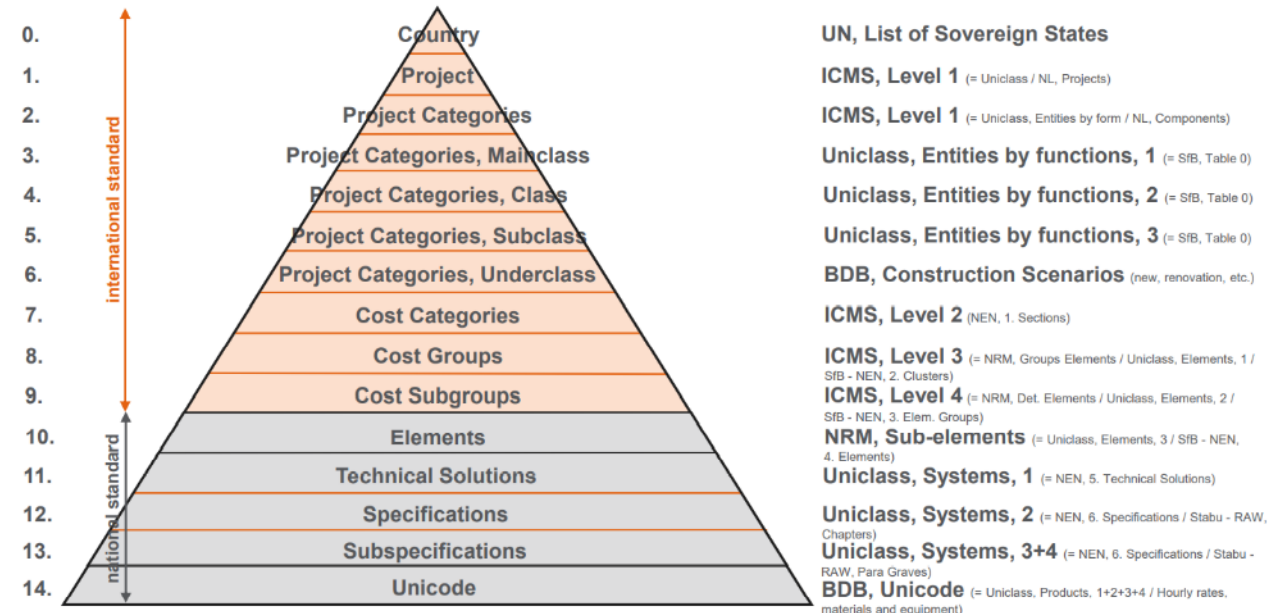 0. Country UN, List of Sovereign States
1. Project ICMS, Level 1 (= Uniclass / NL, Projects)
2. Project Categories ICMS, Level 1 (= Uniclass, Entities by form / NL, Components)
3. Project Categories, Mainclass Uniclass, Entities by functions, 1 (= SfB, Table 0)
4. Project Categories, Class Uniclass, Entities by functions, 2 (= SfB, Table 0)
5. Project Categories, Subclass Uniclass, Entities by functions, 3 (= SfB, Table 0)
6. Project Categories, Underclass BDB, Construction Scenarios (new, renovation, etc.)
7. Cost Categories ICMS, Level 2 (NEN, 1. Sections)
8. Cost Groups ICMS, Level 3 (= NRM, Groups Elements / Uniclass, Elements, 1 /
SfB - NEN, 2. Clusters)
9. Cost Subgroups ICMS, Level 4 (= NRM, Det. Elements / Uniclass, Elements, 2 /
SfB - NEN, 3. Elem. Groups)
10. Elements NRM, Sub-elements (= Uniclass, Elements, 3 / SfB - NEN,
4. Elements)
11. Technical Solutions Uniclass, Systems, 1 (= NEN, 5. Technical Solutions)
12. Specifications Uniclass, Systems, 2 (= NEN, 6. Specifications / Stabu - RAW,
Chapters)
13. Subspecifications Uniclass, Systems, 3+4 (= NEN, 6. Specifications / Stabu -
RAW, Para Graves)
14. Unicode BDB, Unicode (= Uniclass, Products, 1+2+3+4 / Hourly rates,
materials and equipment)
international standard
national standard